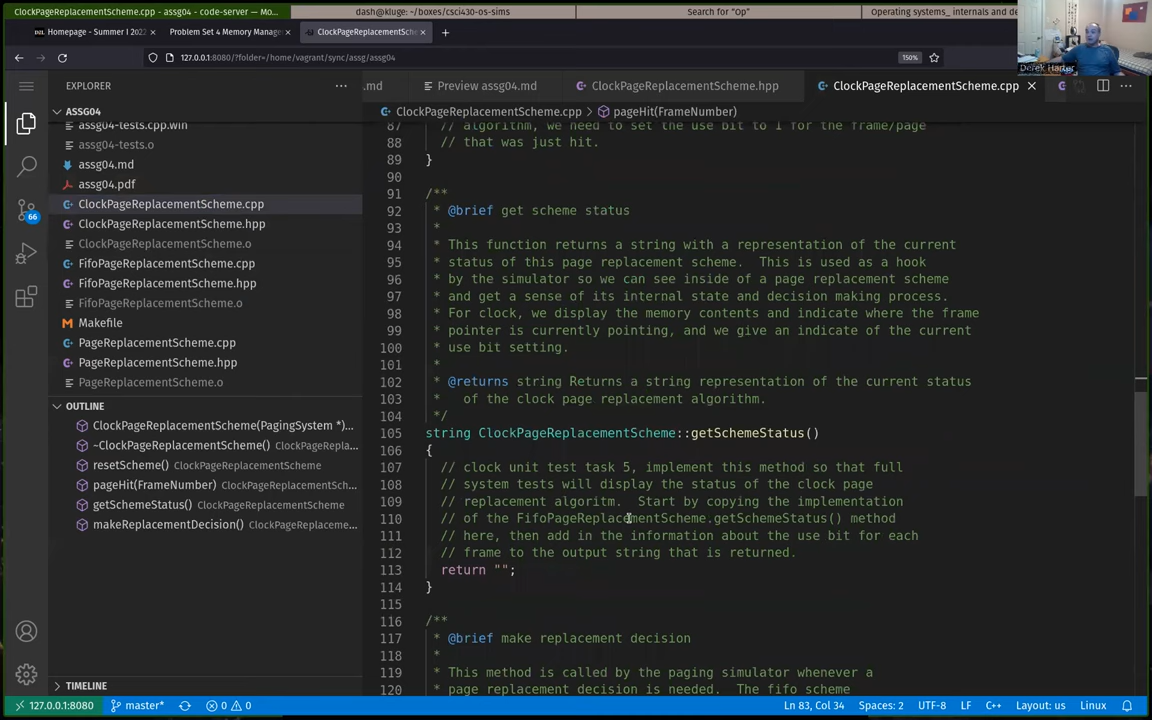 ClockPageReplacementScheme.cpp - assg04 - code-server — Mo...
dash@kluge: ~/boxes/csci430-os-sims
Search for "Op"
Operating systems_ internals and de
Homepage - Summer I 2022
Problem Set 4 Memory Manage
ClockPageReplacementSche
127.0.0.1:8080/?folder=/home/vagrant/sync/assg/assg04
150%
Derek Harter
EXPLORER
.md
Preview assg04.md
ClockPageReplacementScheme.hpp
ClockPageReplacementScheme.cpp
ASSG04
ClockPageReplacementScheme.cpp > pageHit(FrameNumber)
assg04-tests.cpp.win
assg04-tests.o
assg04.md
assg04.pdf
ClockPageReplacementScheme.cpp
ClockPageReplacementScheme.hpp
ClockPageReplacementScheme.o
FifoPageReplacementScheme.cpp
FifoPageReplacementScheme.hpp
FifoPageReplacementScheme.o
Makefile
PageReplacementScheme.cpp
PageReplacementScheme.hpp
PageReplacementScheme.o
66
OUTLINE
ClockPageReplacementScheme(PagingSystem *)...
~ClockPageReplacementScheme() ClockPageRepla...
resetScheme() ClockPageReplacementScheme
pageHit(FrameNumber) ClockPageReplacementSche...
getSchemeStatus() ClockPageReplacementScheme
makeReplacementDecision() ClockPageReplaceme...
TIMELINE
87 // algorithm, we need to set the use bit to 1 for the frame/page
88 // that was just hit.
89 }
90
91 /**
92 * @brief get scheme status
93 *
94 * This function returns a string with a representation of the current
95 * status of this page replacement scheme.  This is used as a hook
96 * by the simulator so we can see inside of a page replacement scheme
97 * and get a sense of its internal state and decision making process.
98 * For clock, we display the memory contents and indicate where the frame
99 * pointer is currently pointing, and we give an indicate of the current
100 * use bit setting.
101 *
102 * @returns string Returns a string representation of the current status
103 *   of the clock page replacement algorithm.
104 */
105 string ClockPageReplacementScheme::getSchemeStatus()
106 {
107 // clock unit test task 5, implement this method so that full
108 // system tests will display the status of the clock page
109 // replacement algoritm.  Start by copying the implementation
110 // of the FifoPageReplacementScheme.getSchemeStatus() method
111 // here, then add in the information about the use bit for each
112 // frame to the output string that is returned.
113 return "";
114 }
115
116 /**
117 * @brief make replacement decision
118 *
119 * This method is called by the paging simulator whenever a
120 * page replacement decision is needed.  The fifo scheme
127.0.0.1:8080
master*
0
0
Ln 83, Col 34
Spaces: 2
UTF-8
LF
C++
Layout: us
Linux